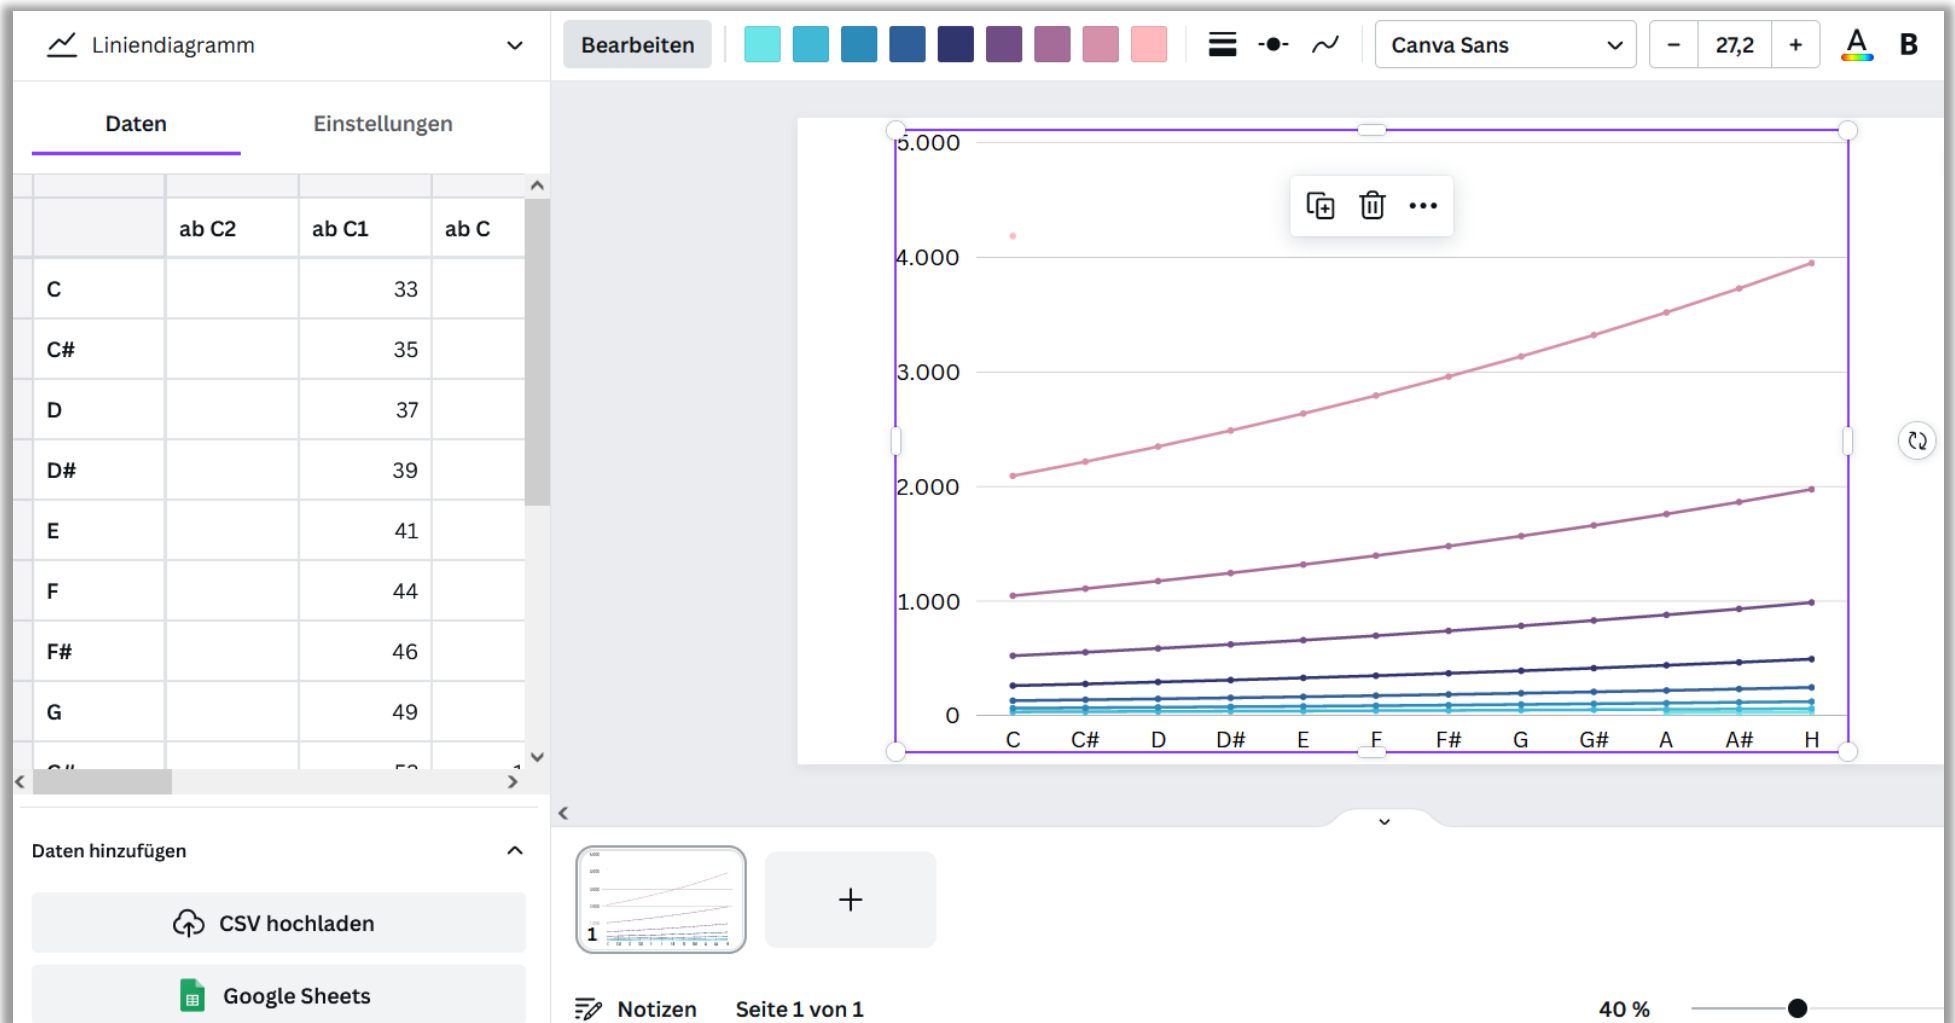 Liniendiagramm
Bearbeiten
Canva Sans
– 27,2 +
A B
Daten Einstellungen
ab C2 ab C1 ab C
C 33
C# 35
D 37
D# 39
E 41
F 44
F# 46
G 49
5.000
4.000
3.000
2.000
1.000
0
C C# D D# E F F# G G# A A# H
Daten hinzufügen
CSV hochladen
Google Sheets
1
+
Notizen Seite 1 von 1 40 %